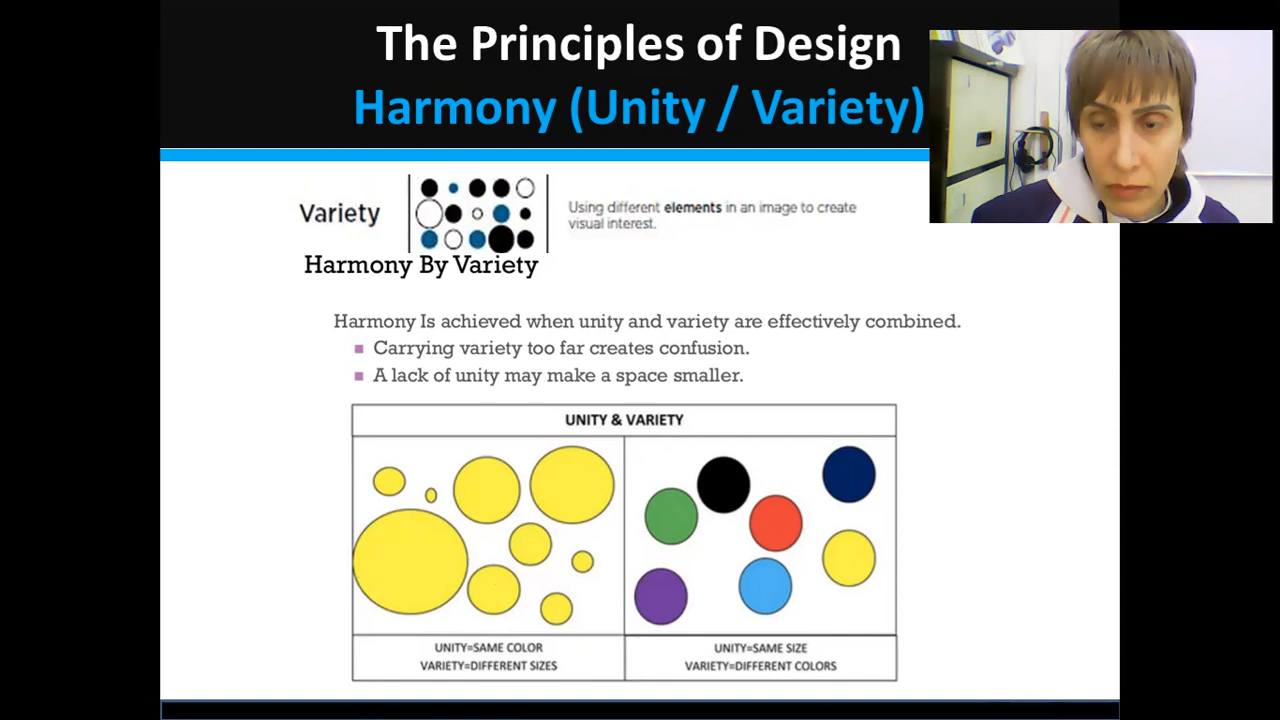 The Principles of Design
Harmony (Unity / Variety)
Variety
Using different elements in an image to create
visual interest.
Harmony By Variety
Harmony Is achieved when unity and variety are effectively combined.
Carrying variety too far creates confusion.
A lack of unity may make a space smaller.
UNITY & VARIETY
UNITY=SAME COLOR
VARIETY=DIFFERENT SIZES
UNITY=SAME SIZE
VARIETY=DIFFERENT COLORS